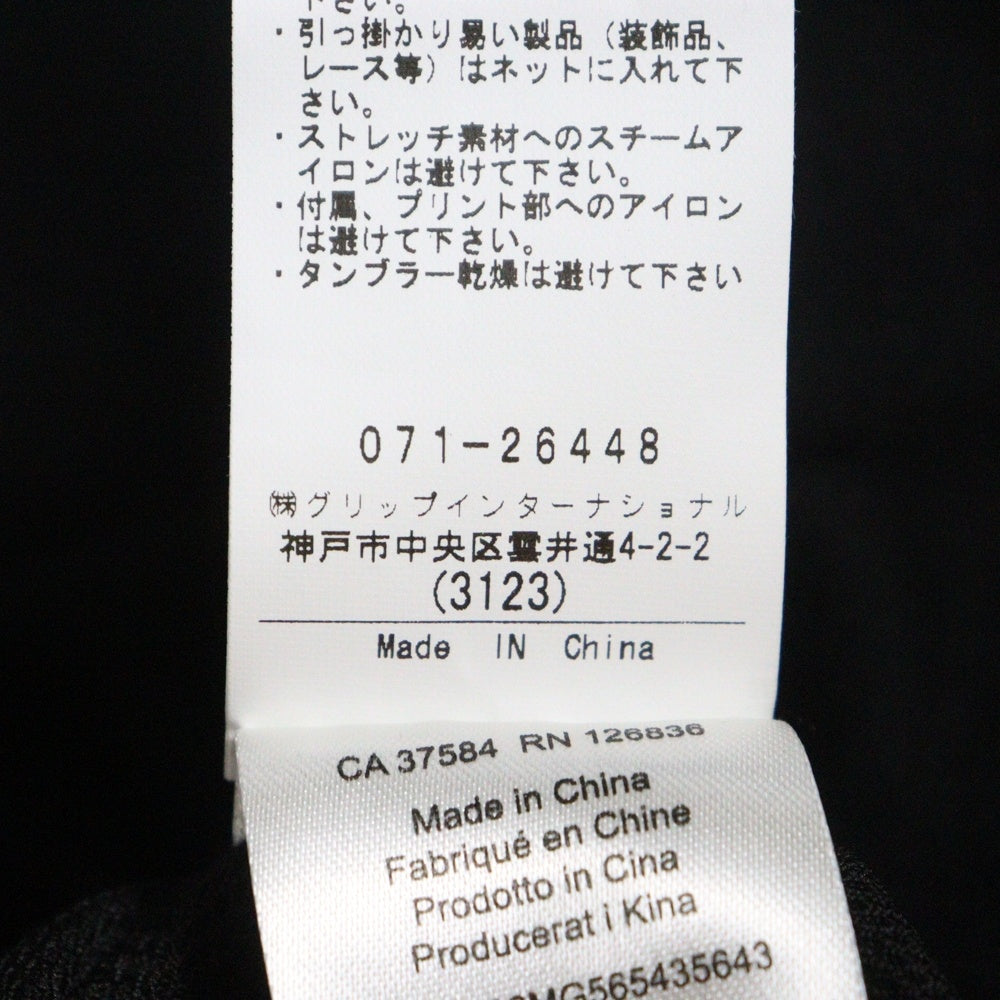 下さい。
・引っ掛かり易い製品（装飾品、
レース等）はネットに入れて下
さい。
・ストレッチ素材へのスチームア
イロンは避けて下さい。
・付属、プリント部へのアイロン
は避けて下さい。
・タンブラー乾燥は避けて下さい
071-26448
㈱グリップインターナショナル
神戸市中央区雲井通4-2-2
(3123)
Made IN China
CA 37584 RN 126836
Made in China
Fabriqué en Chine
Prodotto in Cina
Producerat i Kina